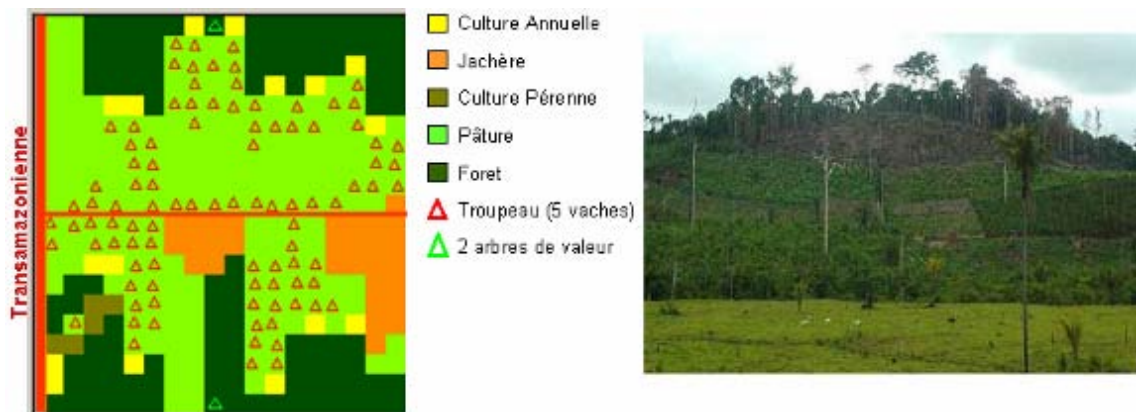 Transamazonienne
Culture Annuelle
Jachère
Culture Pérenne
Pâture
Foret
Troupeau (5 vaches)
2 arbres de valeur